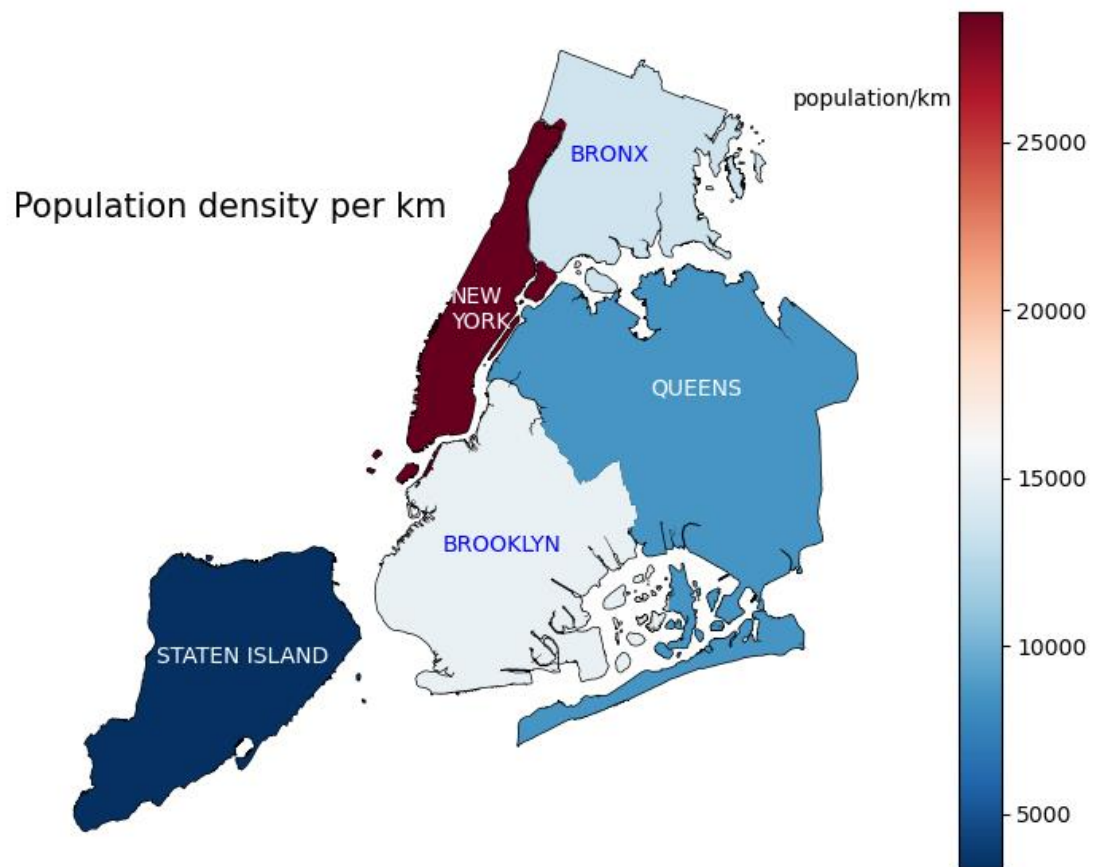 population/km
BRONX
Population density per km
NEW
YORK
QUEENS
BROOKLYN
STATEN ISLAND
25000
20000
15000
10000
5000